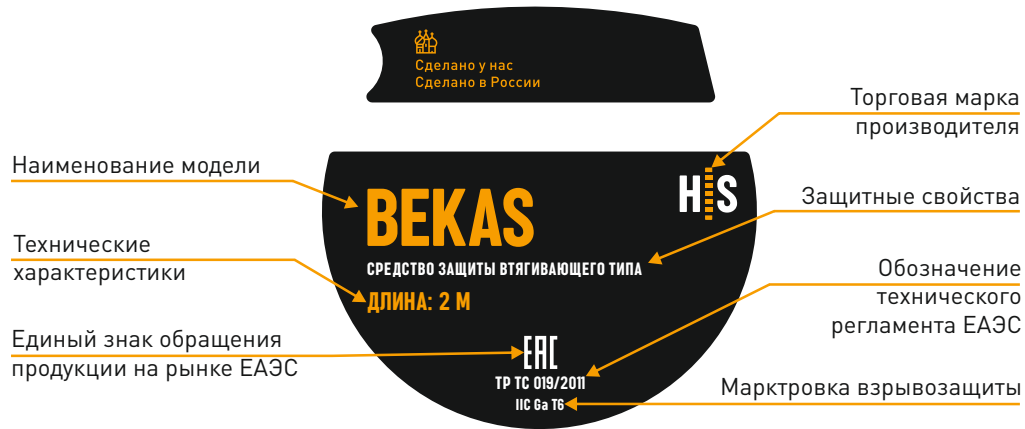 Сделано у нас
Сделано в России
Торговая марка
производителя
Наименование модели
BEKAS
H S
Защитные свойства
СРЕДСТВО ЗАЩИТЫ ВТЯГИВАЮЩЕГО ТИПА
Технические
характеристики
ДЛИНА: 2 М
Обозначение
технического
регламента ЕАЭС
Единый знак обращения
продукции на рынке ЕАЭС
EAC
ТР ТС 019/2011
Марктровка взрывозащиты
IIC Ga T6